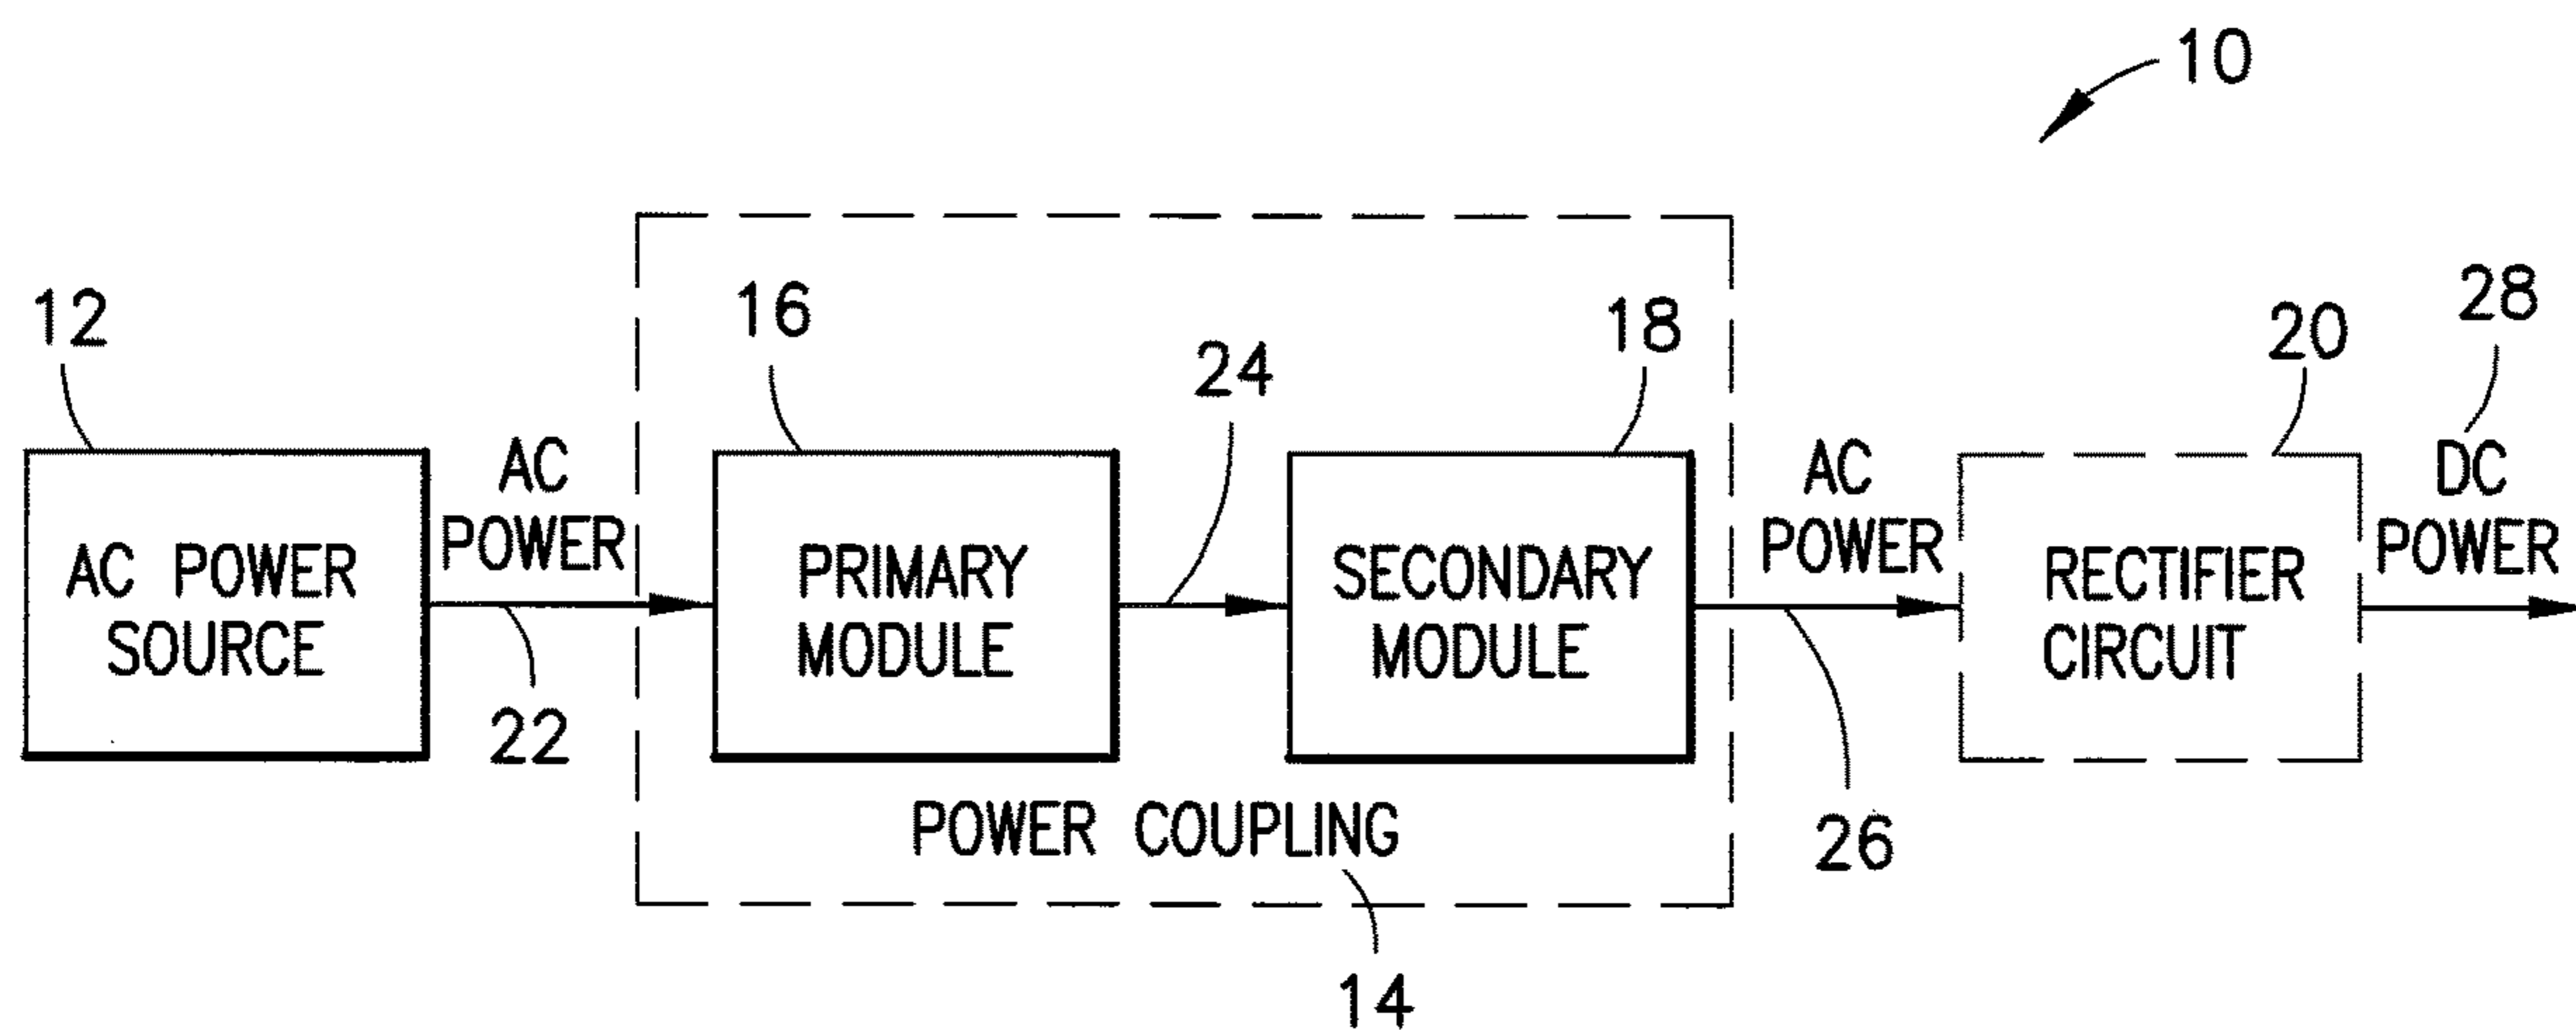 10
12
16
24
18
20
28
AC POWER
SOURCE
AC
POWER
22
PRIMARY
MODULE
SECONDARY
MODULE
POWER COUPLING
14
AC
POWER
26
RECTIFIER
CIRCUIT
DC
POWER